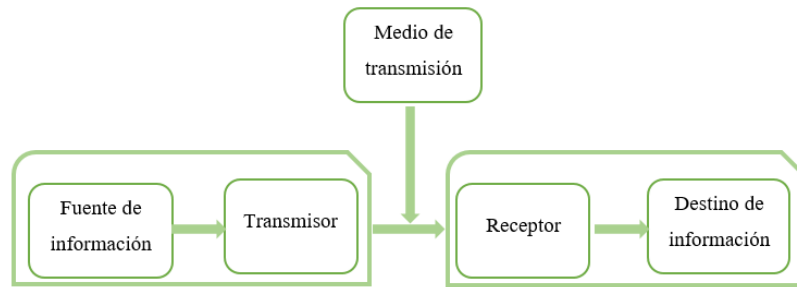 Medio de
transmisión
Fuente de
información
Transmisor
Receptor
Destino de
información